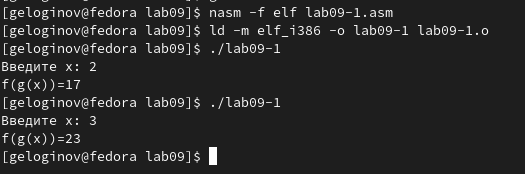 [geloginov@fedora lab09]$ nasm -f elf lab09-1.asm
[geloginov@fedora lab09]$ ld -m elf_i386 -o lab09-1 lab09-1.o
[geloginov@fedora lab09]$ ./lab09-1
Введите x: 2
f(g(x))=17
[geloginov@fedora lab09]$ ./lab09-1
Введите x: 3
f(g(x))=23
[geloginov@fedora lab09]$